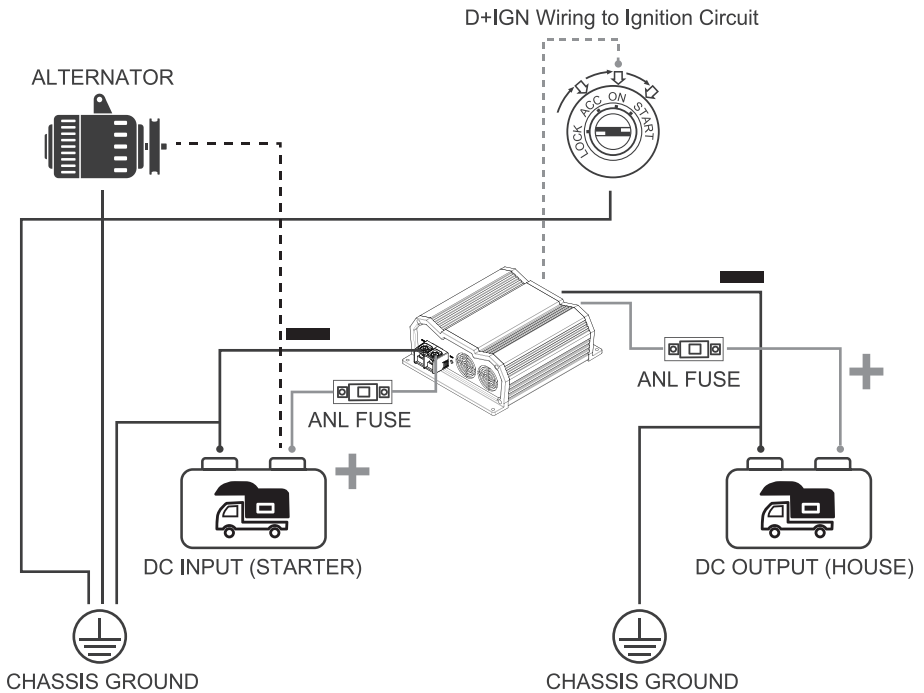 D+IGN Wiring to Ignition Circuit
ALTERNATOR
LOCK ACC ON START
ANL FUSE
ANL FUSE
DC INPUT (STARTER)
DC OUTPUT (HOUSE)
CHASSIS GROUND
CHASSIS GROUND